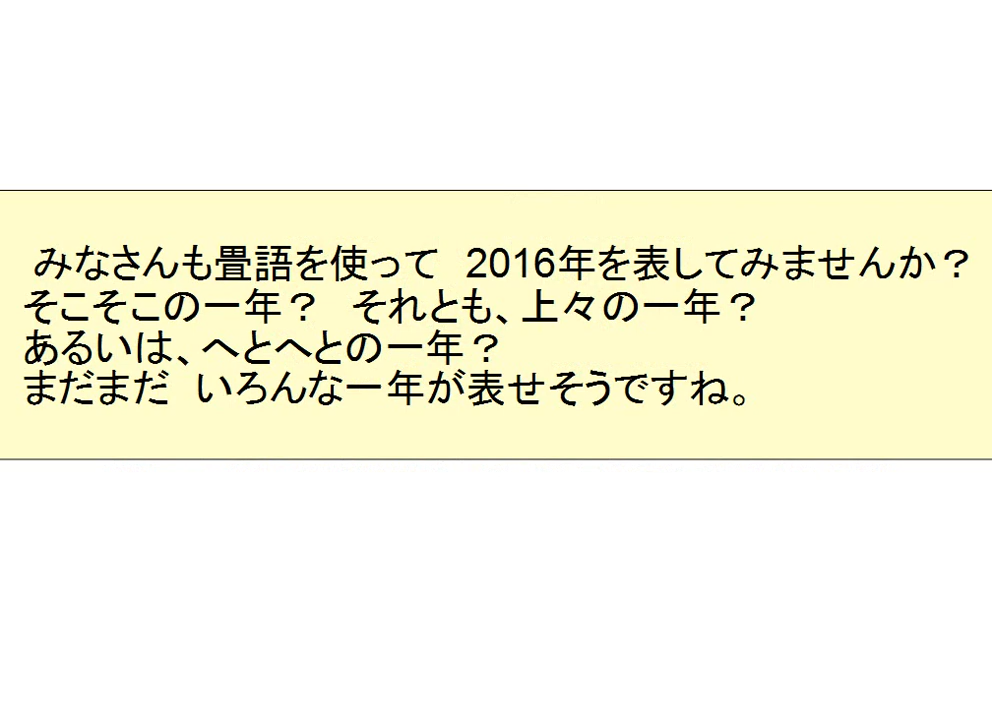 みなさんも畳語を使って　2016年を表してみませんか？
そこそこの一年？　それとも、上々の一年？
あるいは、へとへとの一年？
まだまだ　いろんな一年が表せそうですね。